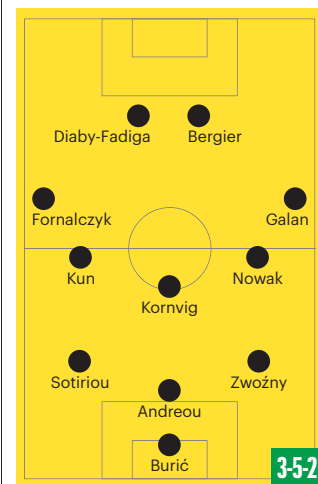 Diaby-Fadiga Bergier
Fornalczyk Galan
Kun Nowak
Kornvig
Sotiriou Zwoźny
Andreou
Burić
3-5-2